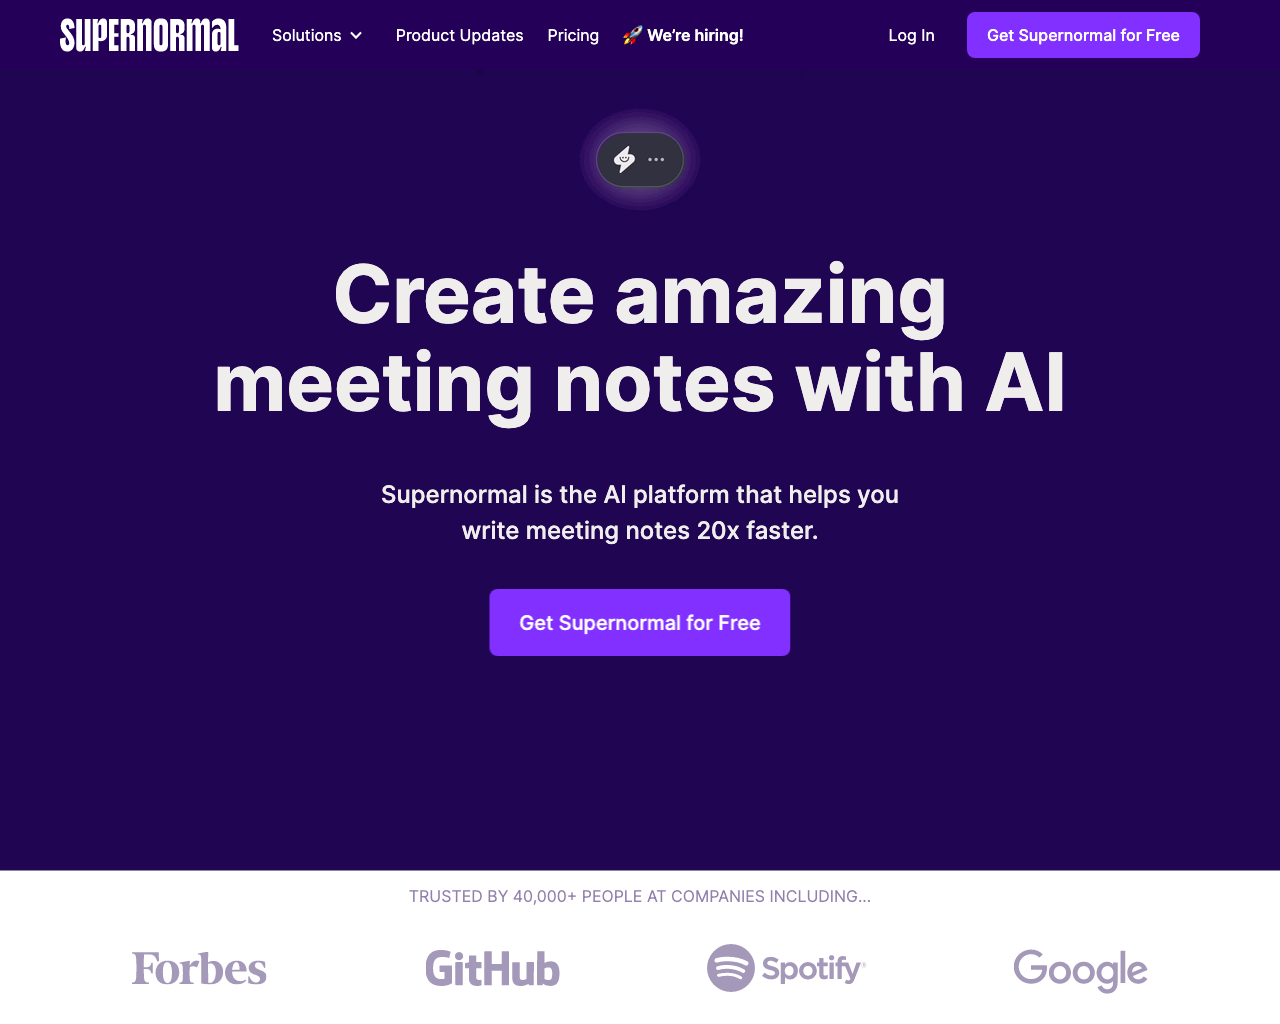 SUPERNORMAL
Solutions
Product Updates
Pricing
🚀 We're hiring!
Log In
Get Supernormal for Free
Create amazing
meeting notes with AI
Supernormal is the AI platform that helps you
write meeting notes 20x faster.
Get Supernormal for Free
TRUSTED BY 40,000+ PEOPLE AT COMPANIES INCLUDING...
Forbes
GitHub
Spotify
Google